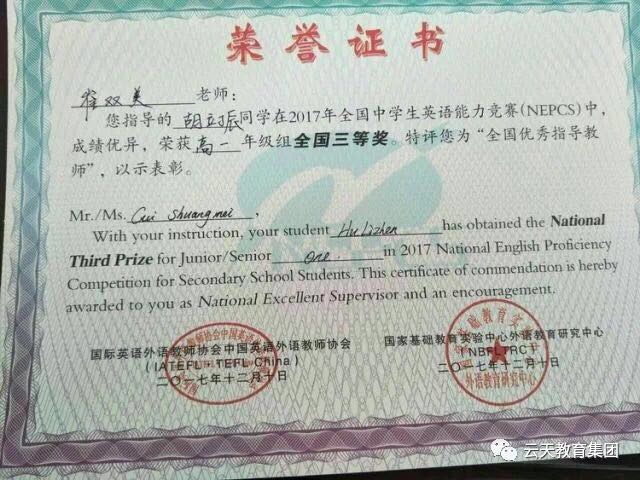 荣誉证书
崔双美 老师：
您指导的 胡立振 同学在2017年全国中学生英语能力竞赛(NEPCS)中，
成绩优异，荣获 高一 年级组全国三等奖。特评您为“全国优秀指导教
师”，以示表彰。
Mr./Ms. Cui Shuangmei ,
With your instruction, your student Hu Lizhen has obtained the National
Third Prize for Junior/Senior one. in 2017 National English Proficiency
Competition for Secondary School Students. This certificate of commendation is hereby
awarded to you as National Excellent Supervisor and an encouragement.
国际英语外语教师协会中国英语外语教师协会
(IATEFL-TEFL China)
二〇一七年十二月十日
国家基础教育实验中心外语教育研究中心
(NBFLTRC)
二〇一七年十二月十日
外语教育研究中心
云天教育集团